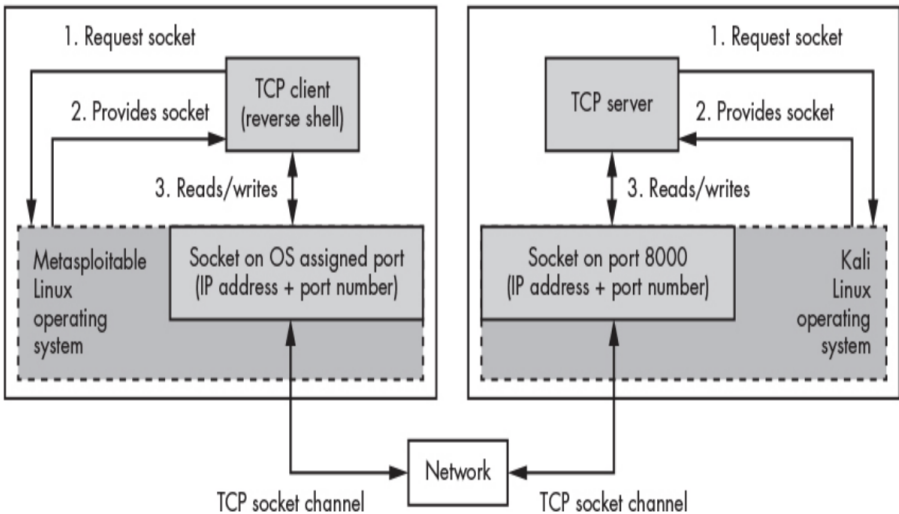 1. Request socket
TCP client
(reverse shell)
2. Provides socket
3. Reads/writes
Metasploitable
Linux
operating
system
Socket on OS assigned port
(IP address + port number)
1. Request socket
TCP server
2. Provides socket
3. Reads/writes
Socket on port 8000
(IP address + port number)
Kali
Linux
operating
system
Network
TCP socket channel
TCP socket channel